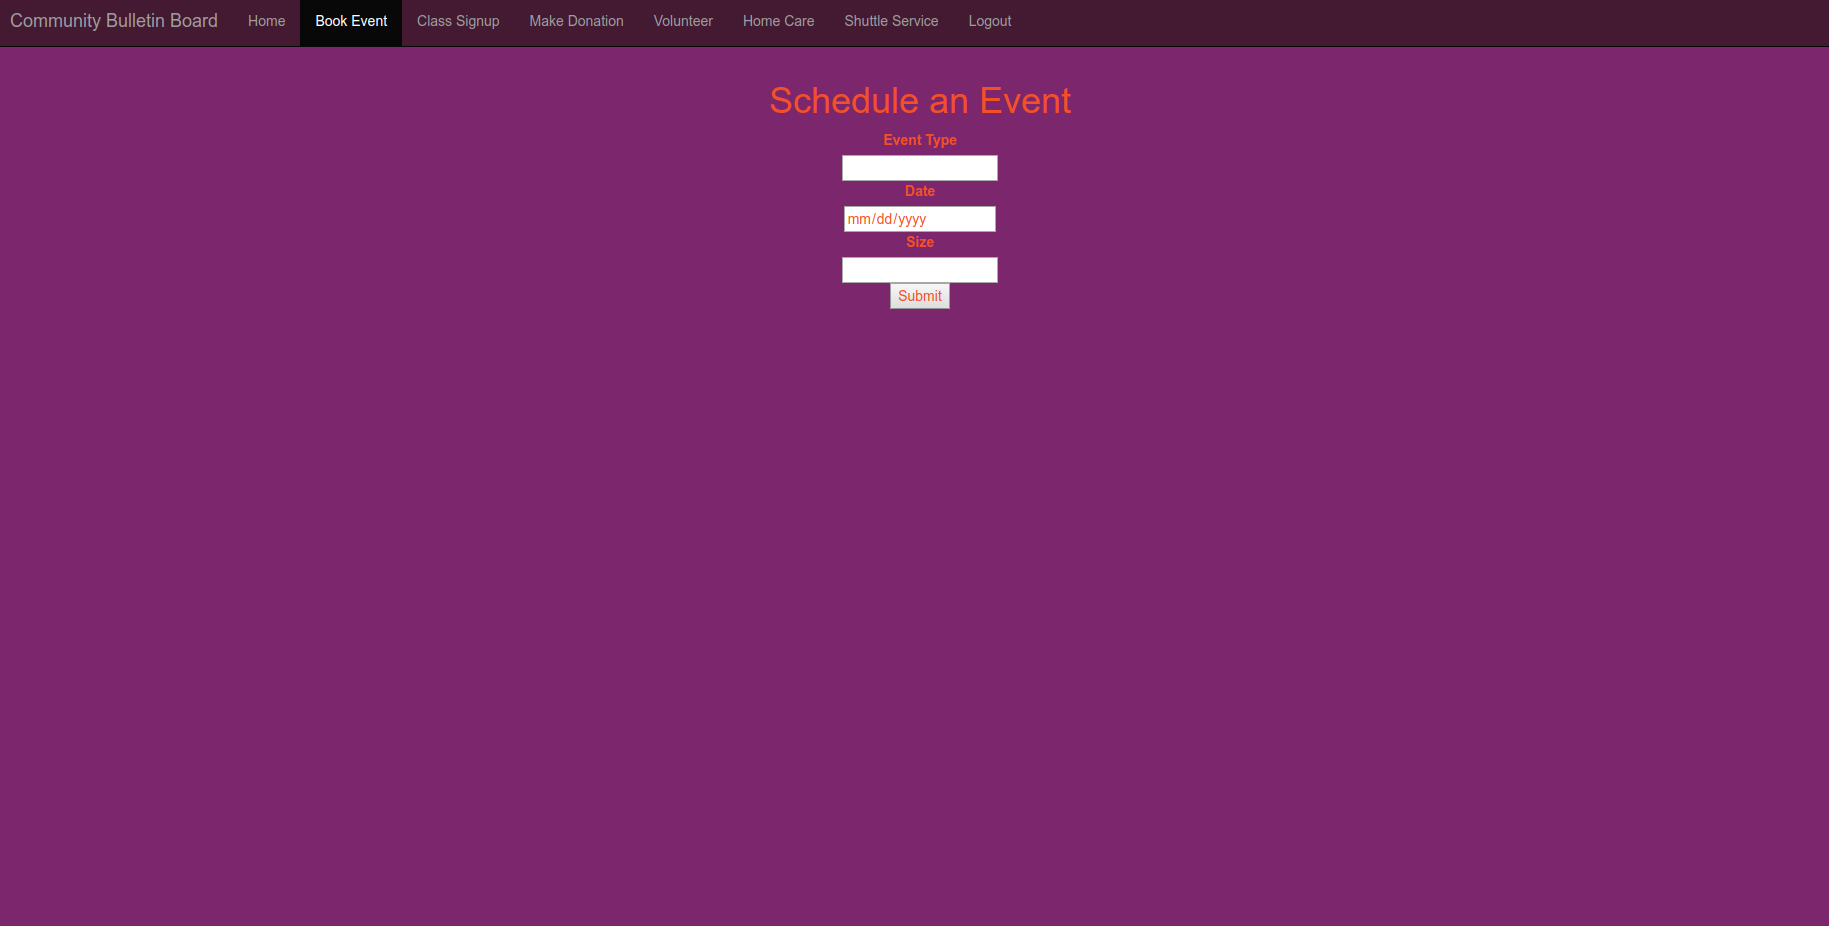 Community Bulletin Board Home Book Event Class Signup Make Donation Volunteer Home Care Shuttle Service Logout
Schedule an Event
Event Type
Date
mm/dd/yyyy
Size
Submit